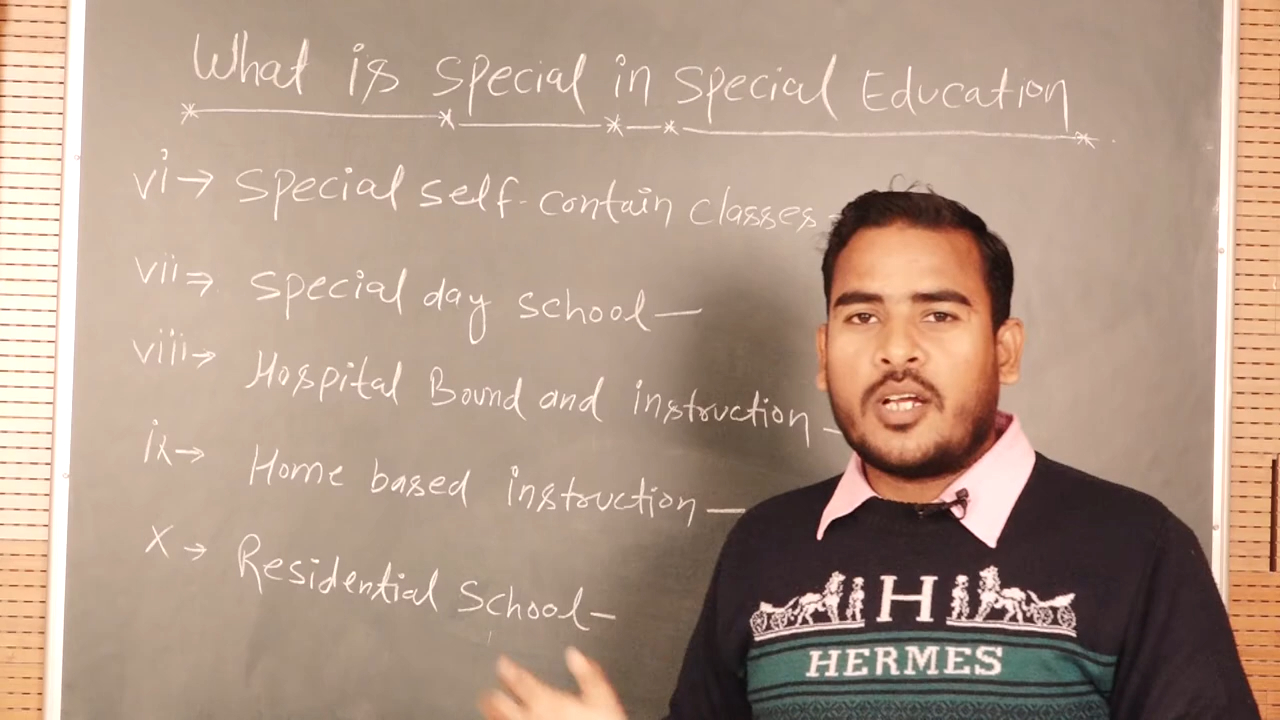 What is special in special Education
vi → special self-contain classes-
vii ⇒ special day school —
viii → Hospital Bound and instruction -
ix → Home based instruction —
x → Residential School -
H
HERMES